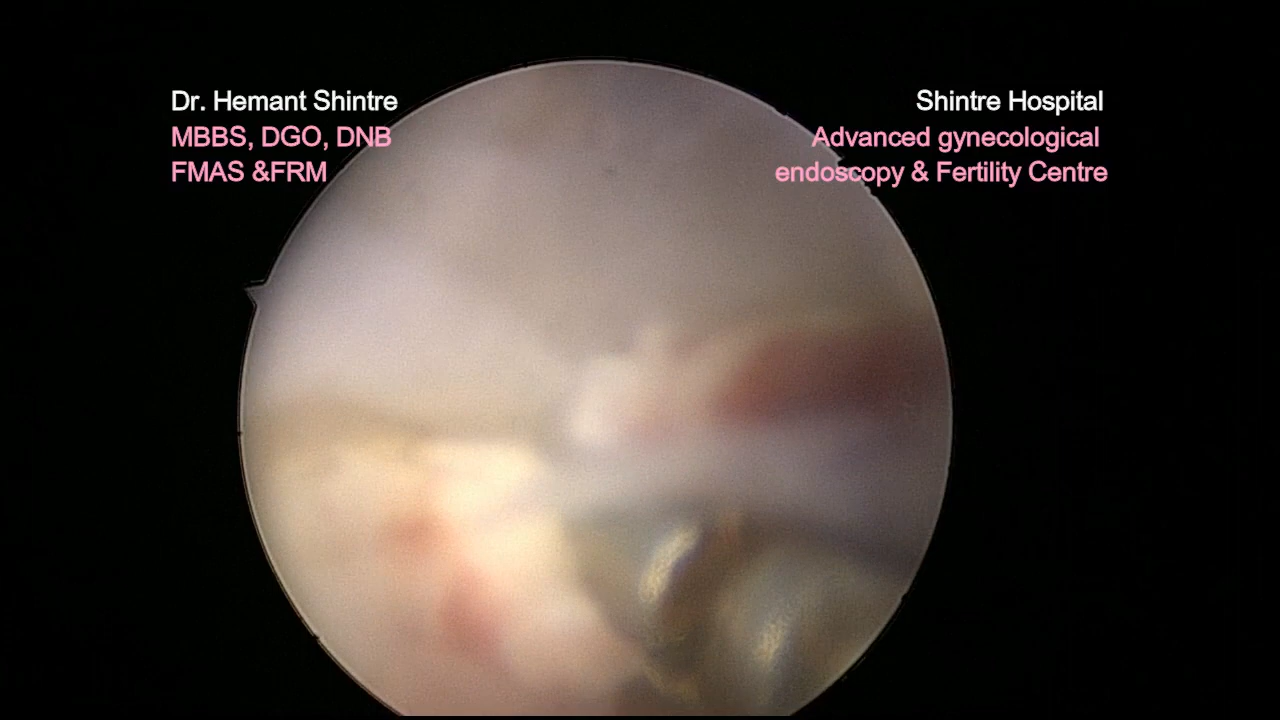 Dr. Hemant Shintre
MBBS, DGO, DNB
FMAS &FRM
Shintre Hospital
Advanced gynecological
endoscopy & Fertility Centre